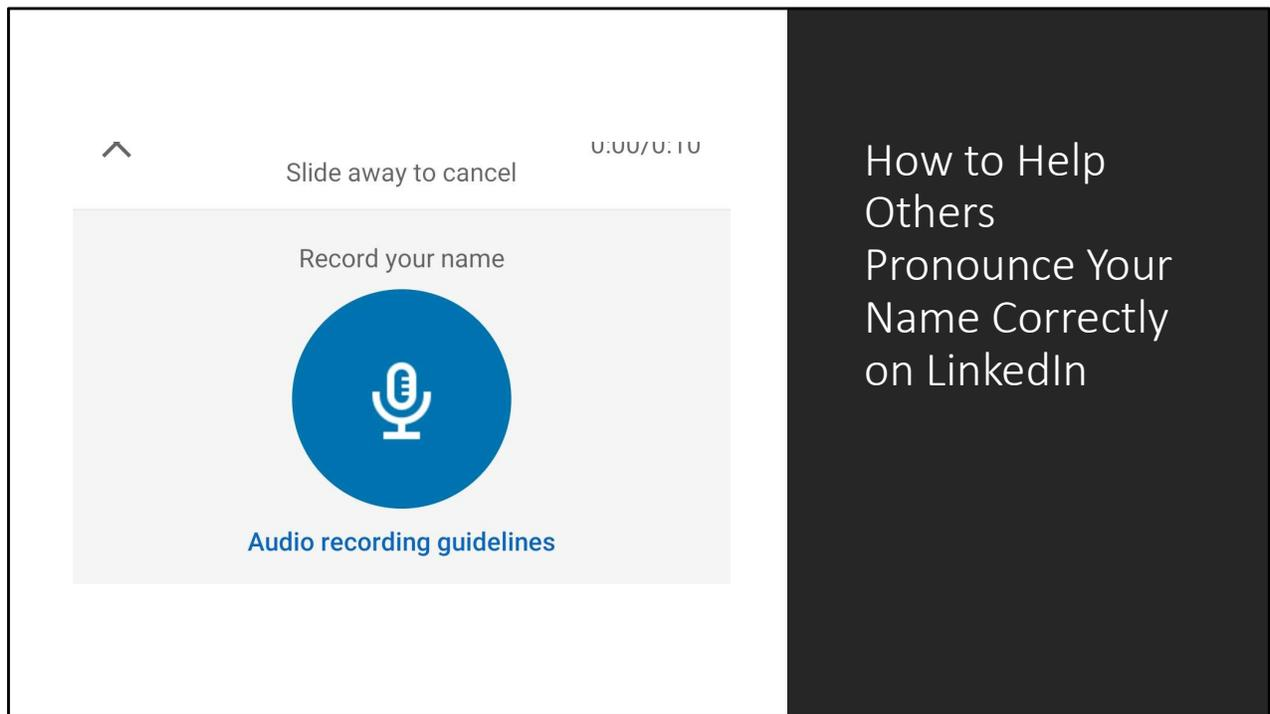 0:00/0:10
Slide away to cancel
Record your name
Audio recording guidelines
How to Help
Others
Pronounce Your
Name Correctly
on LinkedIn